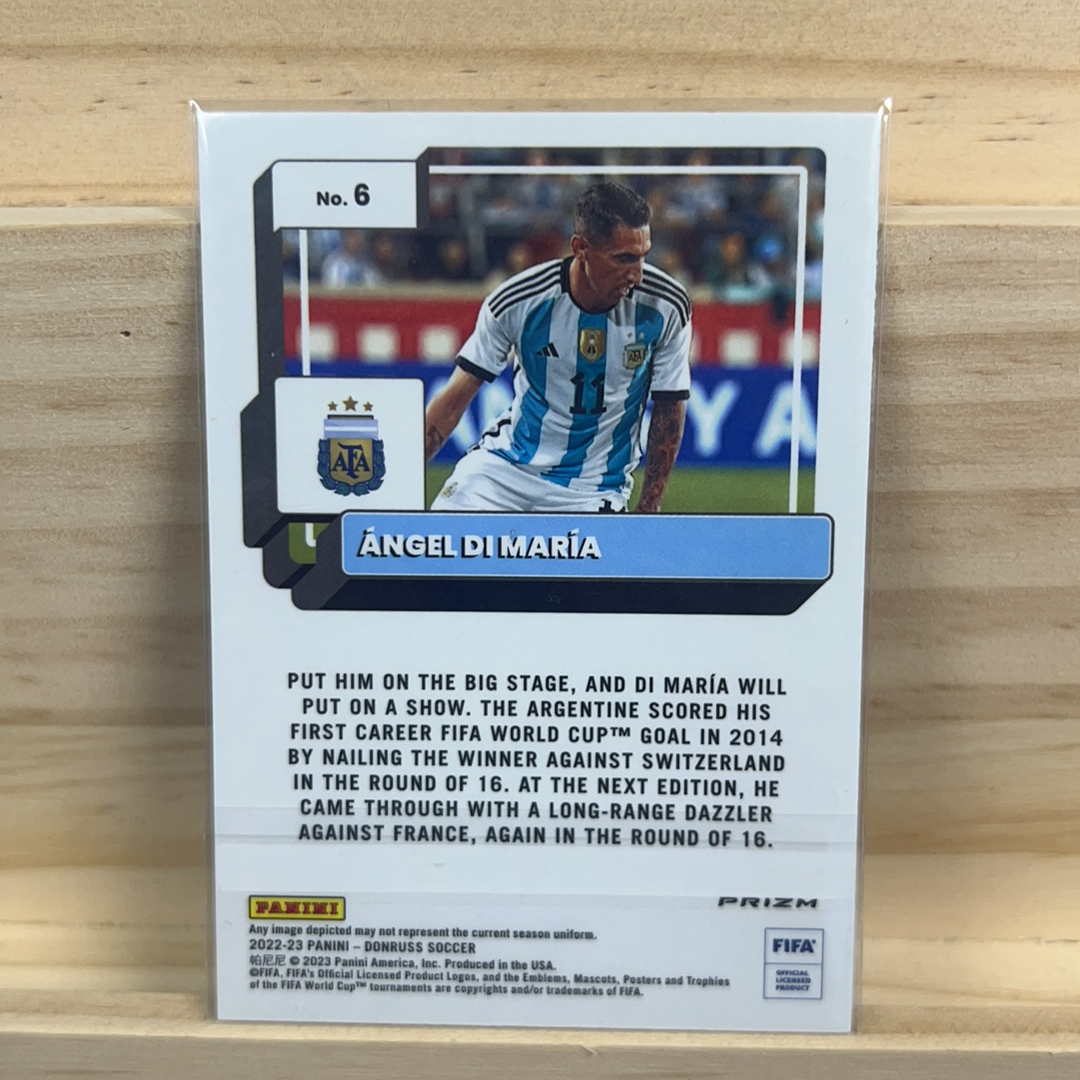 No. 6
11
AFA
AFA
Y A
ÁNGEL DI MARÍA
PUT HIM ON THE BIG STAGE, AND DI MARÍA WILL
PUT ON A SHOW. THE ARGENTINE SCORED HIS
FIRST CAREER FIFA WORLD CUP™ GOAL IN 2014
BY NAILING THE WINNER AGAINST SWITZERLAND
IN THE ROUND OF 16. AT THE NEXT EDITION, HE
CAME THROUGH WITH A LONG-RANGE DAZZLER
AGAINST FRANCE, AGAIN IN THE ROUND OF 16.
PANINI
PRIZM
Any image depicted may not represent the current season uniform.
2022-23 PANINI – DONRUSS SOCCER
帕尼尼 © 2023 Panini America, Inc. Produced in the USA.
©FIFA, FIFA's Official Licensed Product Logos, and the Emblems, Mascots, Posters and Trophies
of the FIFA World Cup™ tournaments are copyrights and/or trademarks of FIFA.
FIFA®
OFFICIAL
LICENSED
PRODUCT